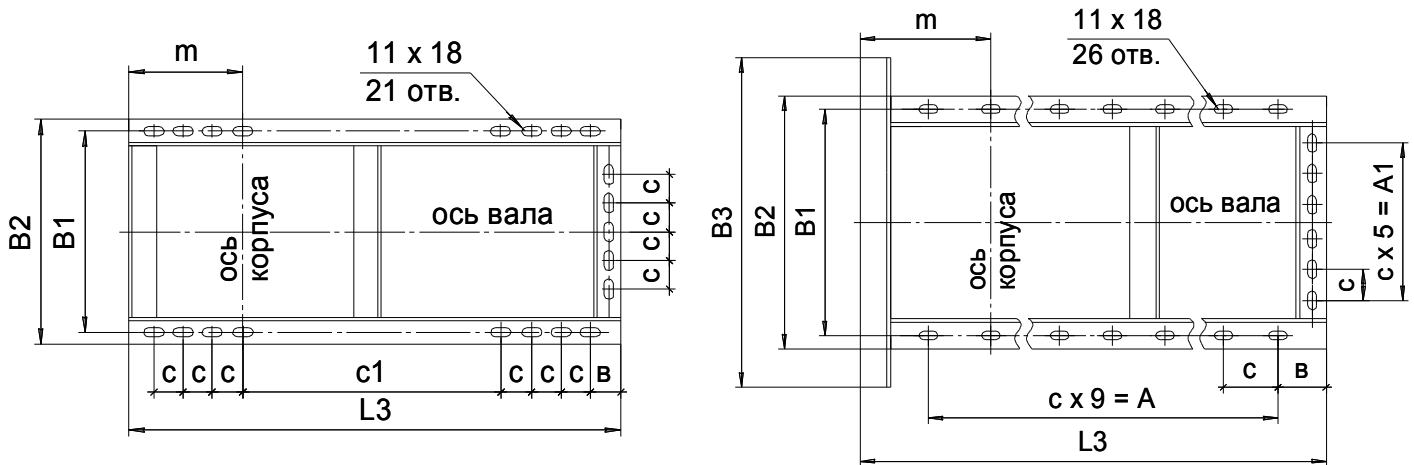 m
11 x 18
21 отв.
B2
B1
ось
корпуса
ось вала
c
c
c
c
c
c
c
c1
c
c
c
в
L3
m
11 x 18
26 отв.
B3
B2
B1
ось
корпуса
ось вала
c x 5 = A1
c
c
в
c x 9 = A
L3